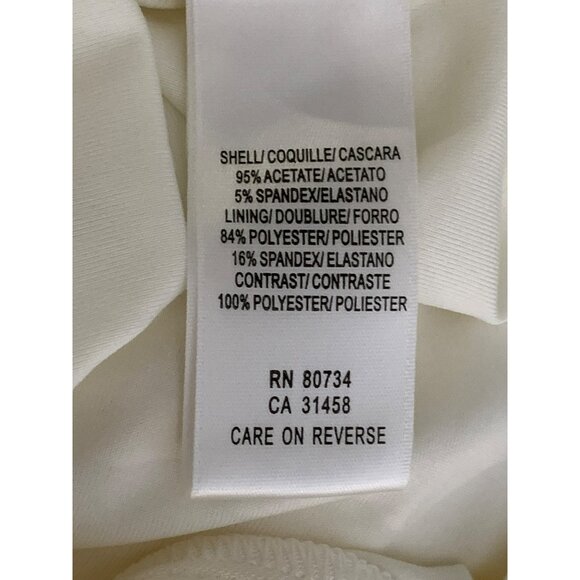 SHELL/ COQUILLE/ CASCARA
95% ACETATE/ ACETATO
5% SPANDEX/ELASTANO
LINING/ DOUBLURE/ FORRO
84% POLYESTER/ POLIESTER
16% SPANDEX/ ELASTANO
CONTRAST/ CONTRASTE
100% POLYESTER/ POLIESTER
RN 80734
CA 31458
CARE ON REVERSE